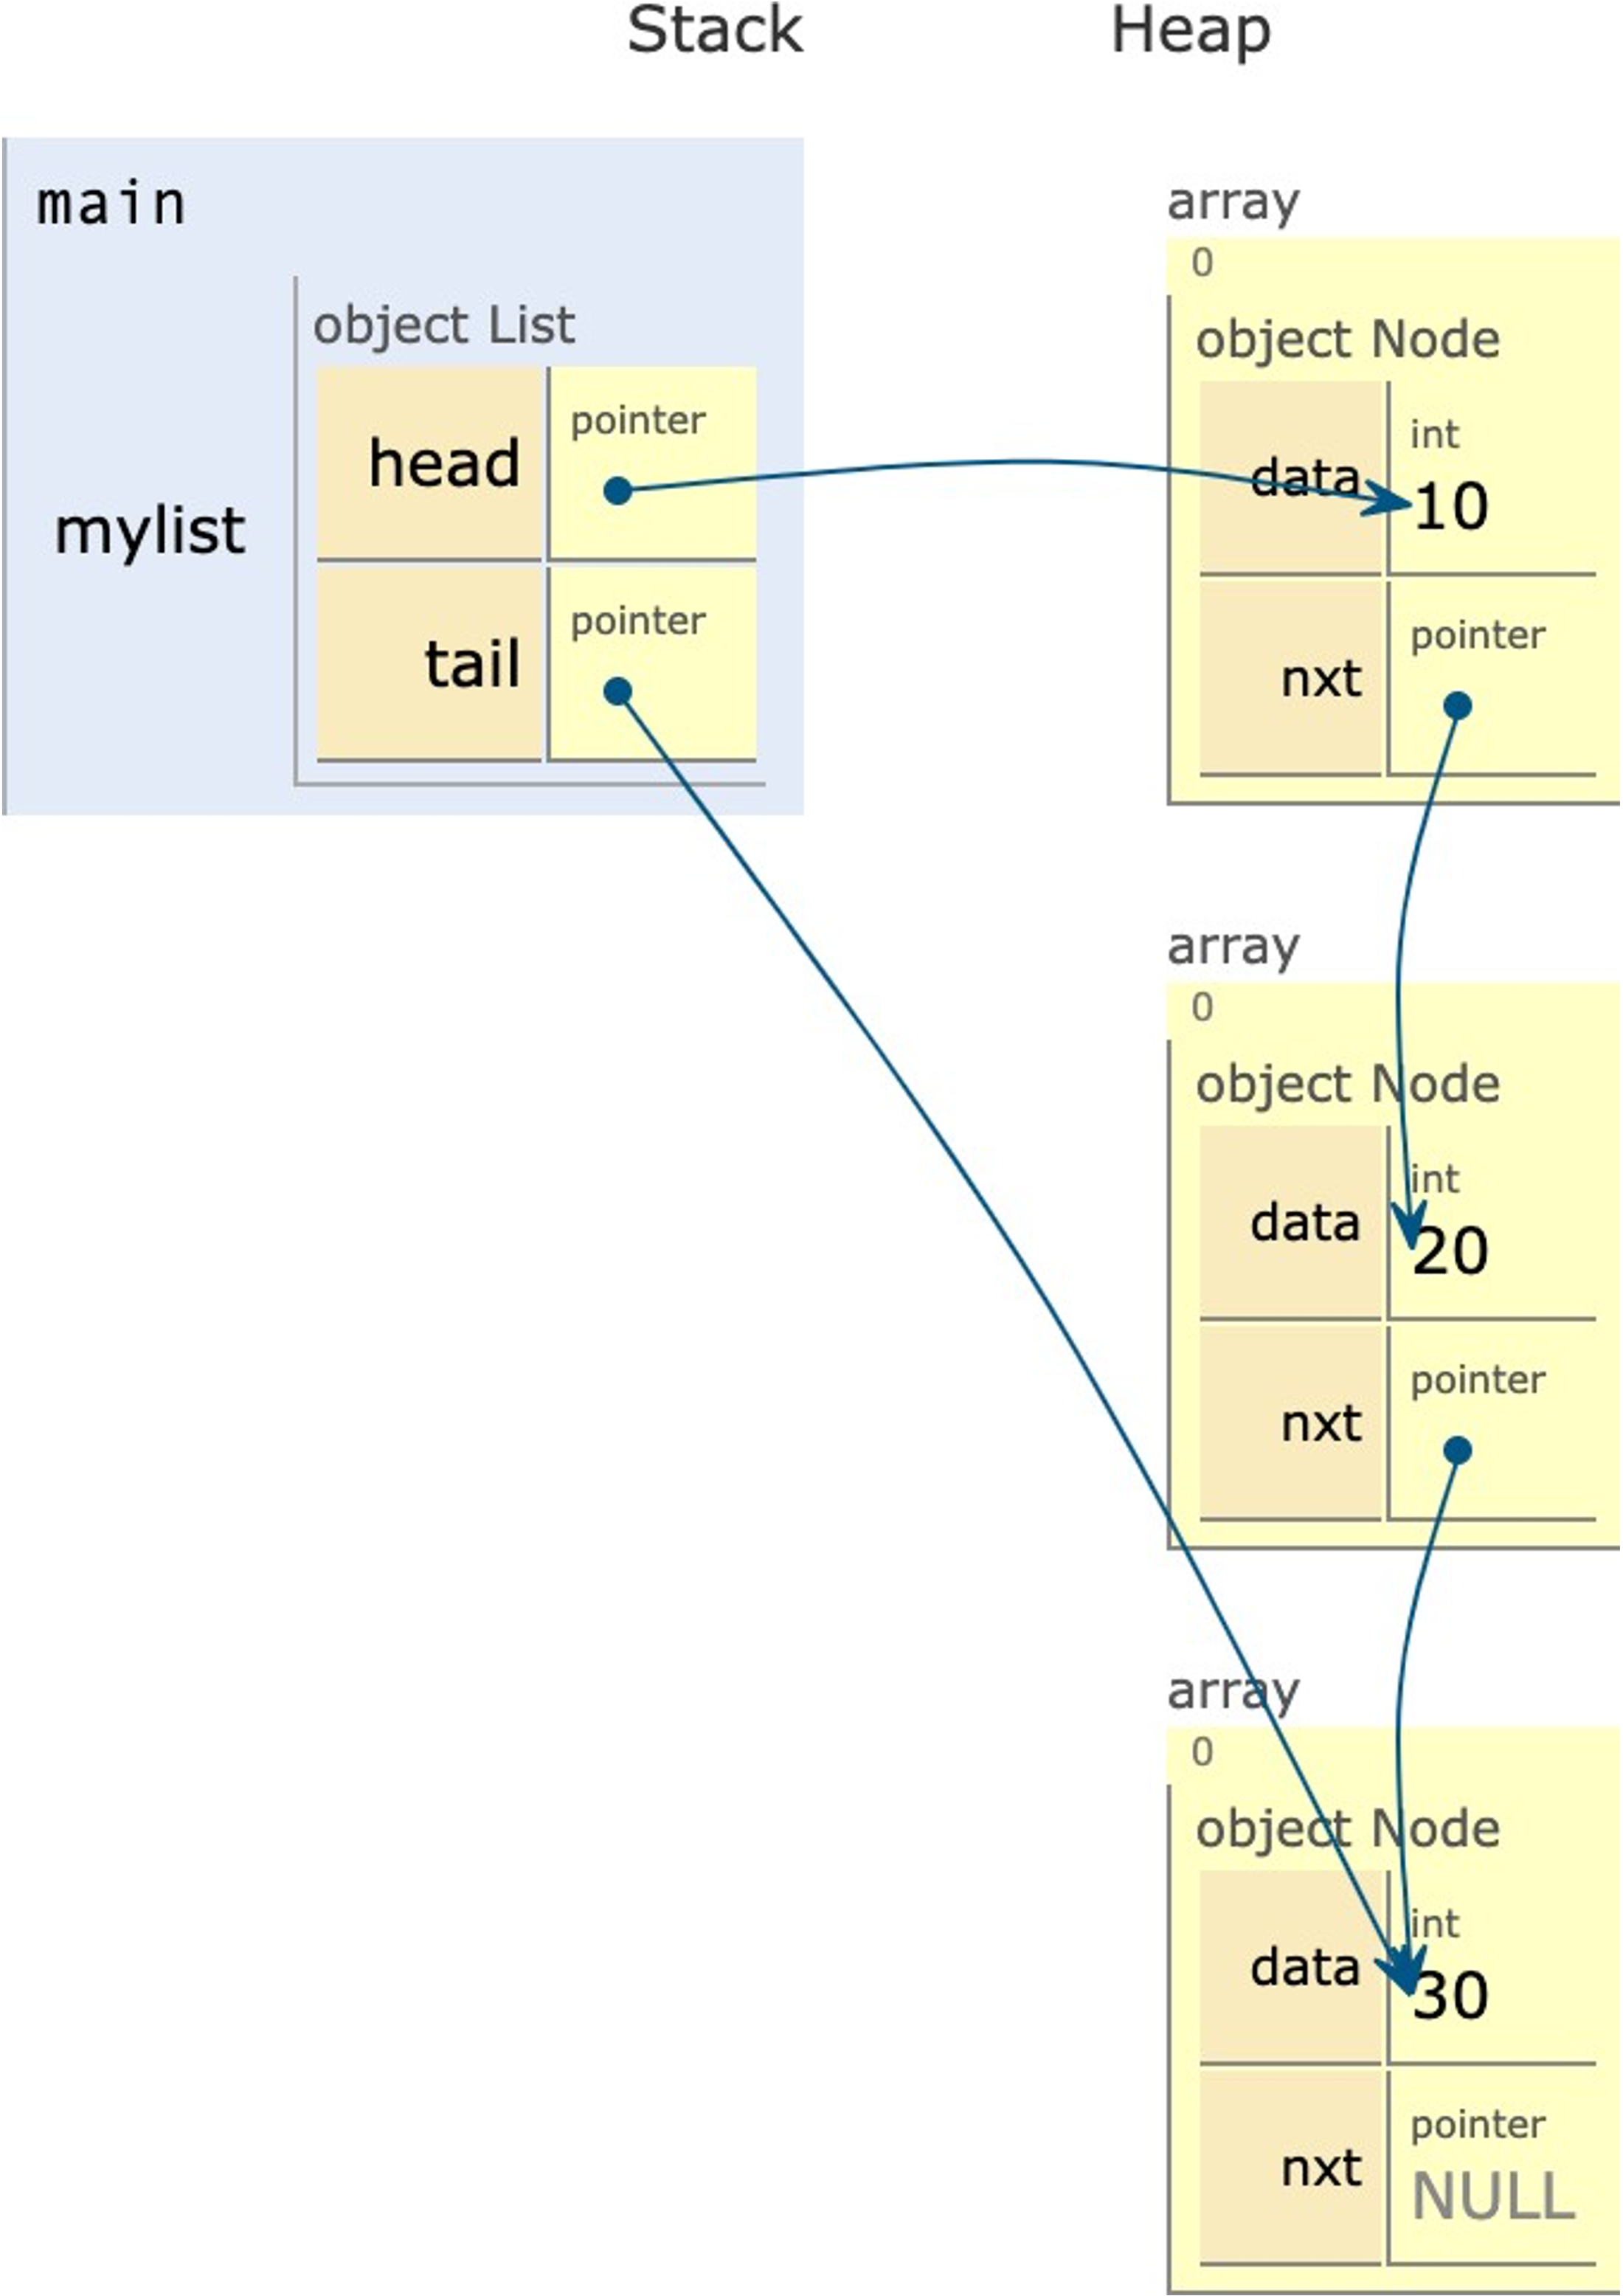 Stack
Heap
main
mylist
object List
head
pointer
tail
pointer
array
0
object Node
data
int
10
nxt
pointer
array
0
object Node
data
int
20
nxt
pointer
array
0
object Node
data
int
30
nxt
pointer
NULL